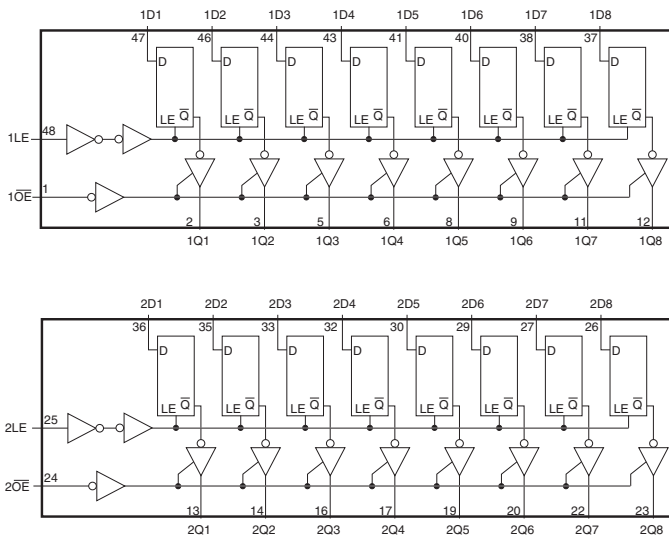 1D1 1D2 1D3 1D4 1D5 1D6 1D7 1D8
47 46 44 43 41 40 38 37
D D D D D D D D
LE Q̅ LE Q̅ LE Q̅ LE Q̅ LE Q̅ LE Q̅ LE Q̅ LE Q̅
1LE 48
1O̅E̅ 1
2 3 5 6 8 9 11 12
1Q1 1Q2 1Q3 1Q4 1Q5 1Q6 1Q7 1Q8
2D1 2D2 2D3 2D4 2D5 2D6 2D7 2D8
36 35 33 32 30 29 27 26
D D D D D D D D
LE Q̅ LE Q̅ LE Q̅ LE Q̅ LE Q̅ LE Q̅ LE Q̅ LE Q̅
2LE 25
2O̅E̅ 24
13 14 16 17 19 20 22 23
2Q1 2Q2 2Q3 2Q4 2Q5 2Q6 2Q7 2Q8